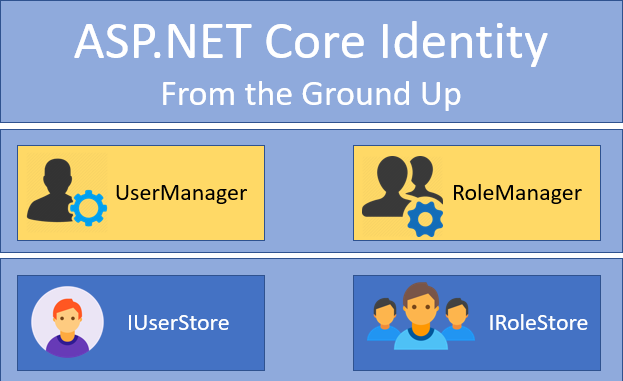 ASP.NET Core Identity
From the Ground Up
UserManager
RoleManager
IUserStore
IRoleStore